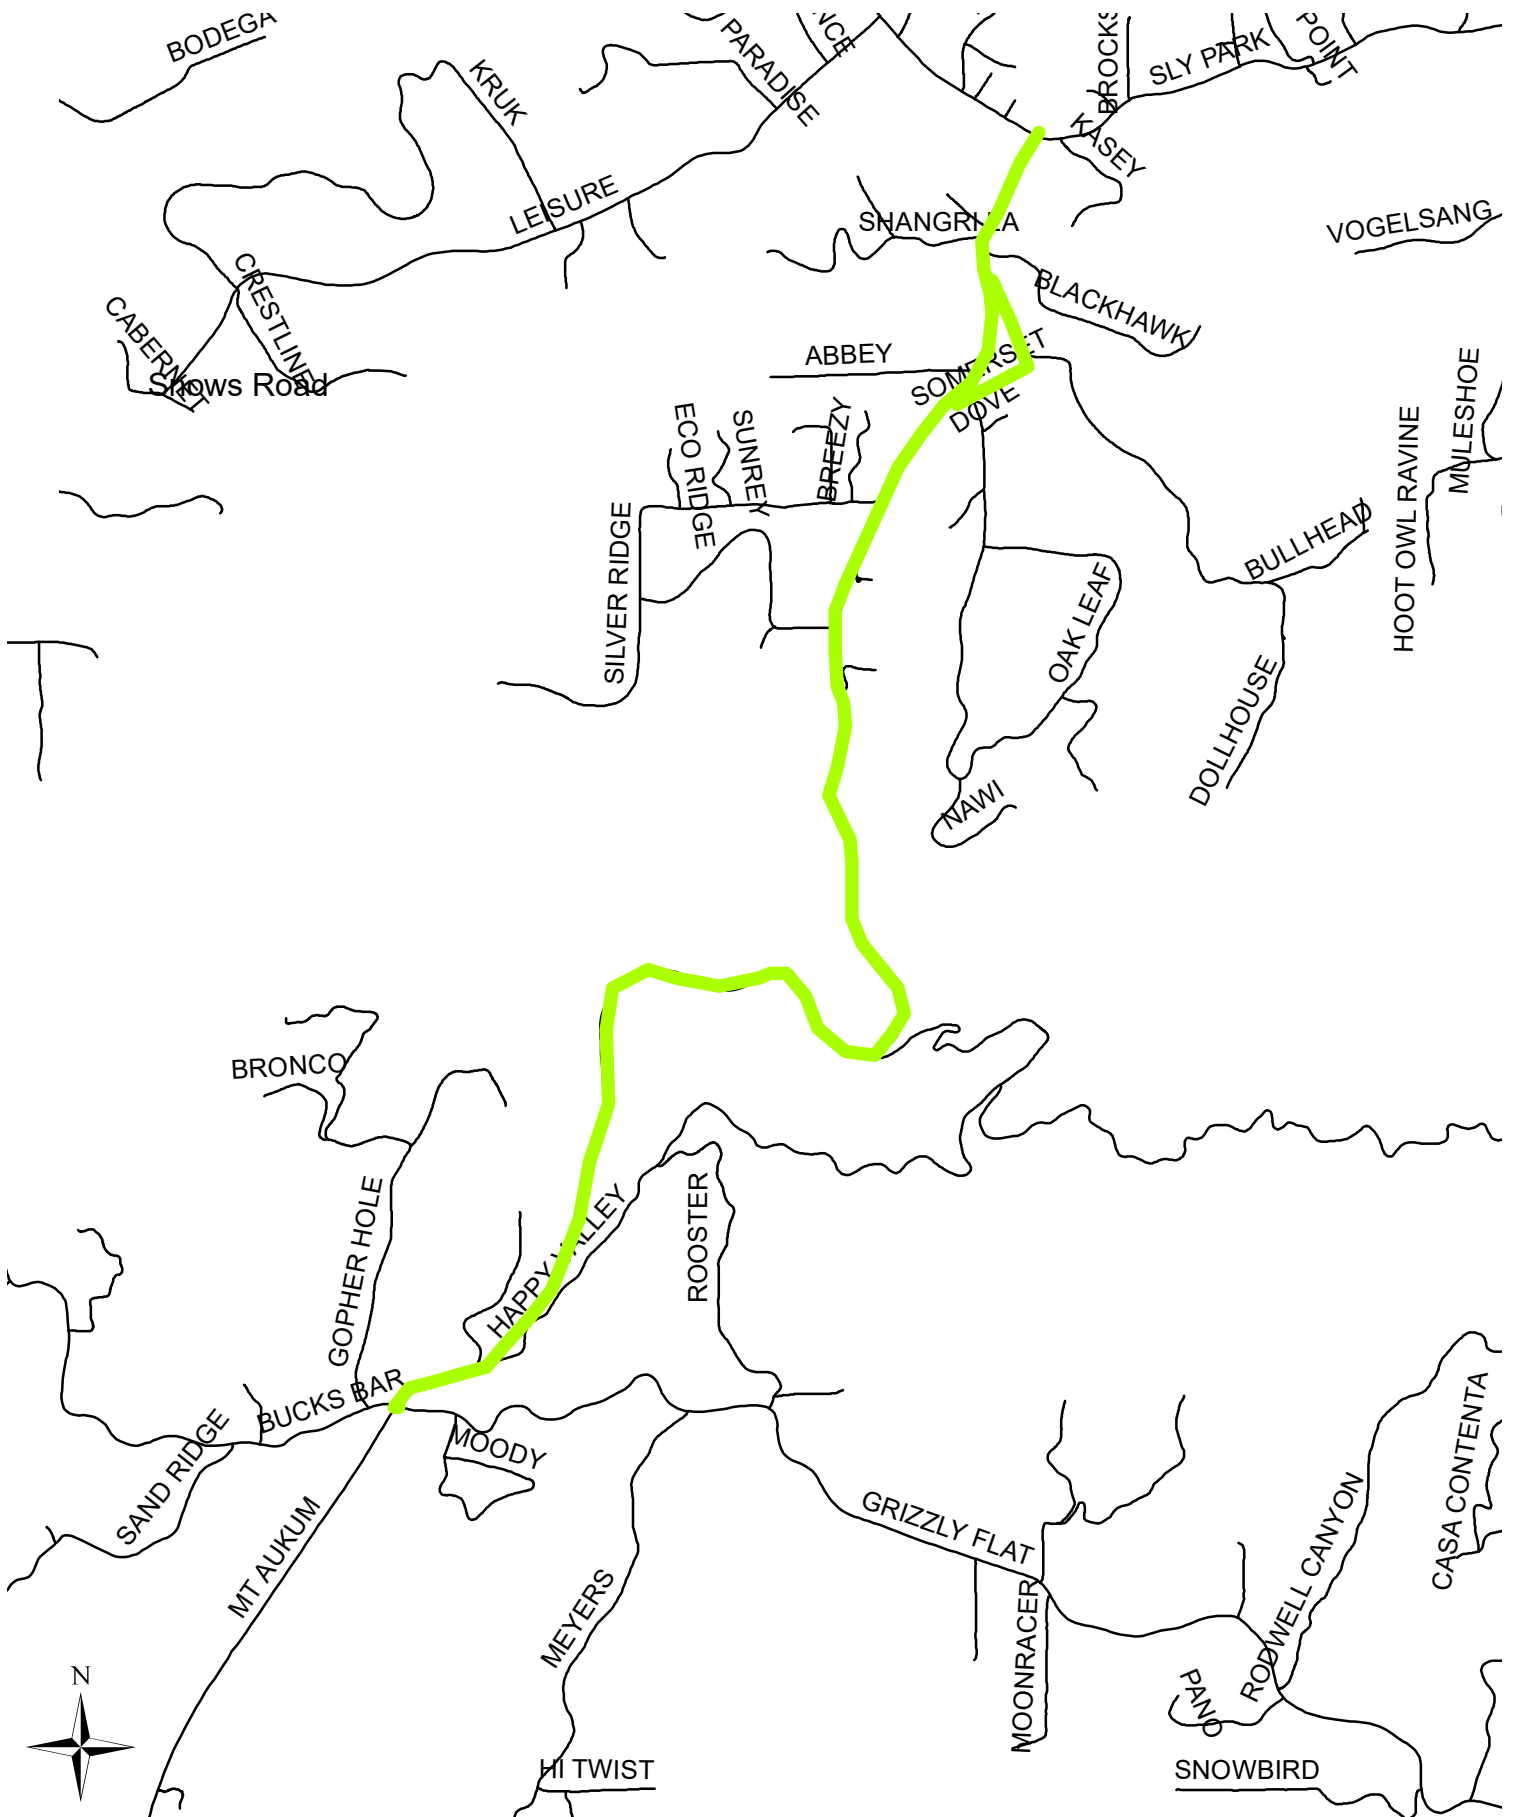 BODEGA
KRUK
PARADISE
NCE
BROCKS
SLY PARK
POINT
KASEY
LEISURE
SHANGRI LA
VOGELSANG
CRESTLINE
CABERNET
BLACKHAWK
Snows Road
ABBEY
SOMERSET
DOVE
ECO RIDGE
SUNREY
BREEZY
MULESHOE
HOOT OWL RAVINE
SILVER RIDGE
BULLHEAD
OAK LEAF
DOLLHOUSE
NAWI
BRONCO
GOPHER HOLE
HAPPY VALLEY
ROOSTER
BUCKS BAR
SAND RIDGE
MOODY
MT AUKUM
GRIZZLY FLAT
CASA CONTENTA
RODWELL CANYON
MEYERS
MOONRACER
PANO
N
HI TWIST
SNOWBIRD